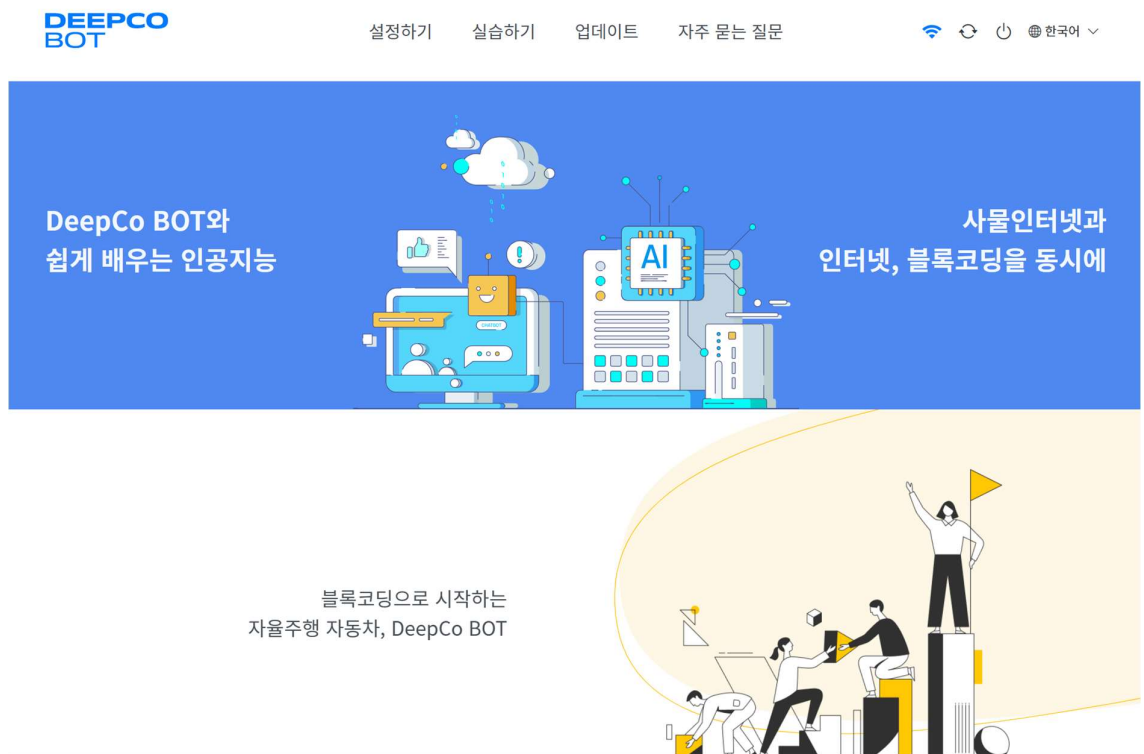 DEEPCO
BOT
설정하기 실습하기 업데이트 자주 묻는 질문 한국어
DeepCo BOT와
쉽게 배우는 인공지능
사물인터넷과
인터넷, 블록코딩을 동시에
AI
CHATBOT
블록코딩으로 시작하는
자율주행 자동차, DeepCo BOT